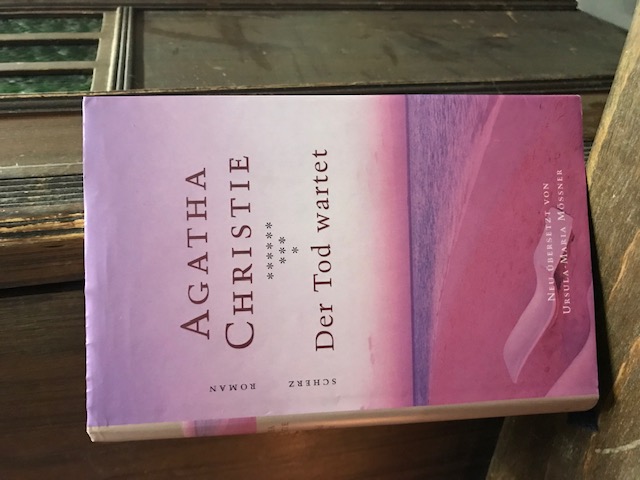 AGATHA
CHRISTIE
******
***
*
Der Tod wartet
ROMAN
SCHERZ
NEU ÜBERSETZT VON
URSULA-MARIA MÖSSNER